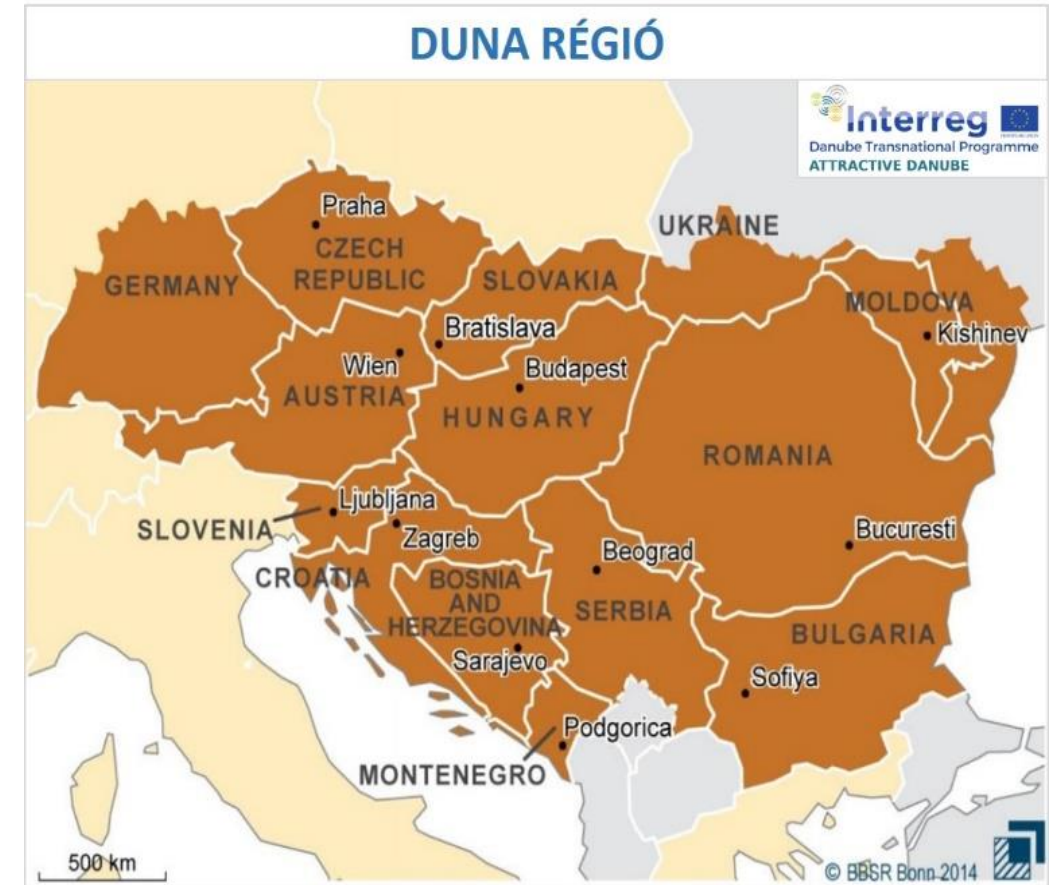 DUNA RÉGIÓ
Interreg
Danube Transnational Programme
ATTRACTIVE DANUBE
Praha
UKRAINE
CZECH
REPUBLIC
GERMANY
SLOVAKIA
MOLDOVA
Bratislava
Kishinev
Wien
Budapest
AUSTRIA
HUNGARY
ROMANIA
Ljubljana
SLOVENIA
Zagreb
Bucuresti
Beograd
CROATIA
BOSNIA
AND
HERZEGOVINA
SERBIA
BULGARIA
Sarajevo
Sofiya
Podgorica
MONTENEGRO
500 km
© BBSR Bonn 2014